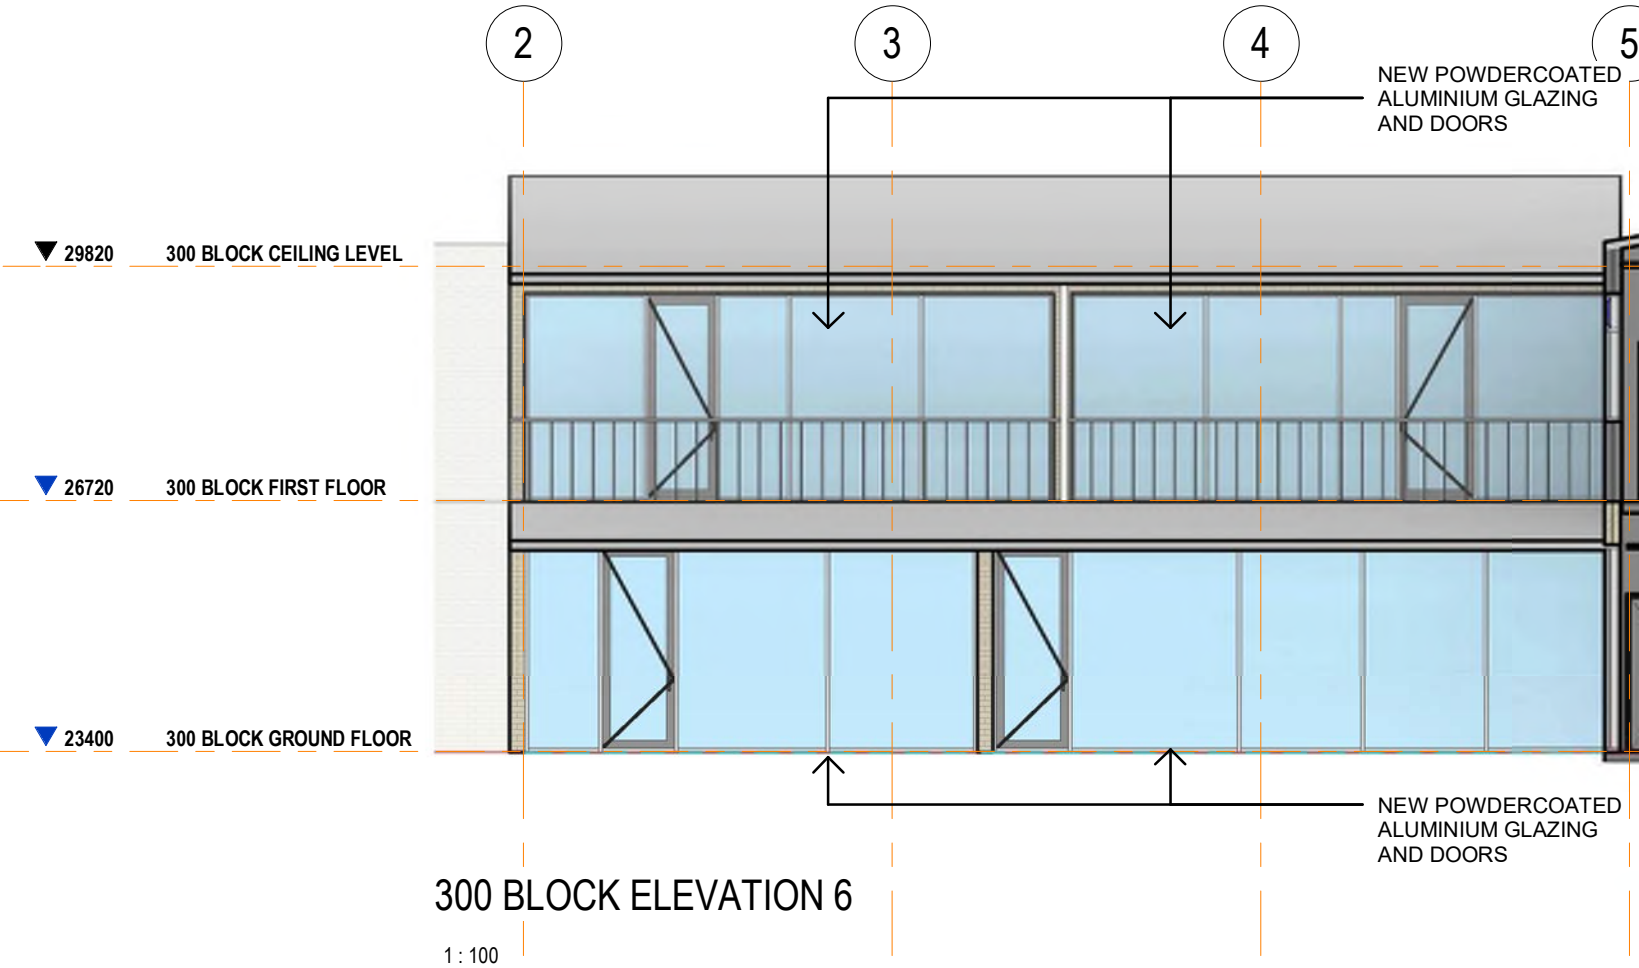 2
3
4
5
NEW POWDERCOATED
ALUMINIUM GLAZING
AND DOORS
29820 300 BLOCK CEILING LEVEL
26720 300 BLOCK FIRST FLOOR
23400 300 BLOCK GROUND FLOOR
NEW POWDERCOATED
ALUMINIUM GLAZING
AND DOORS
300 BLOCK ELEVATION 6
1 : 100